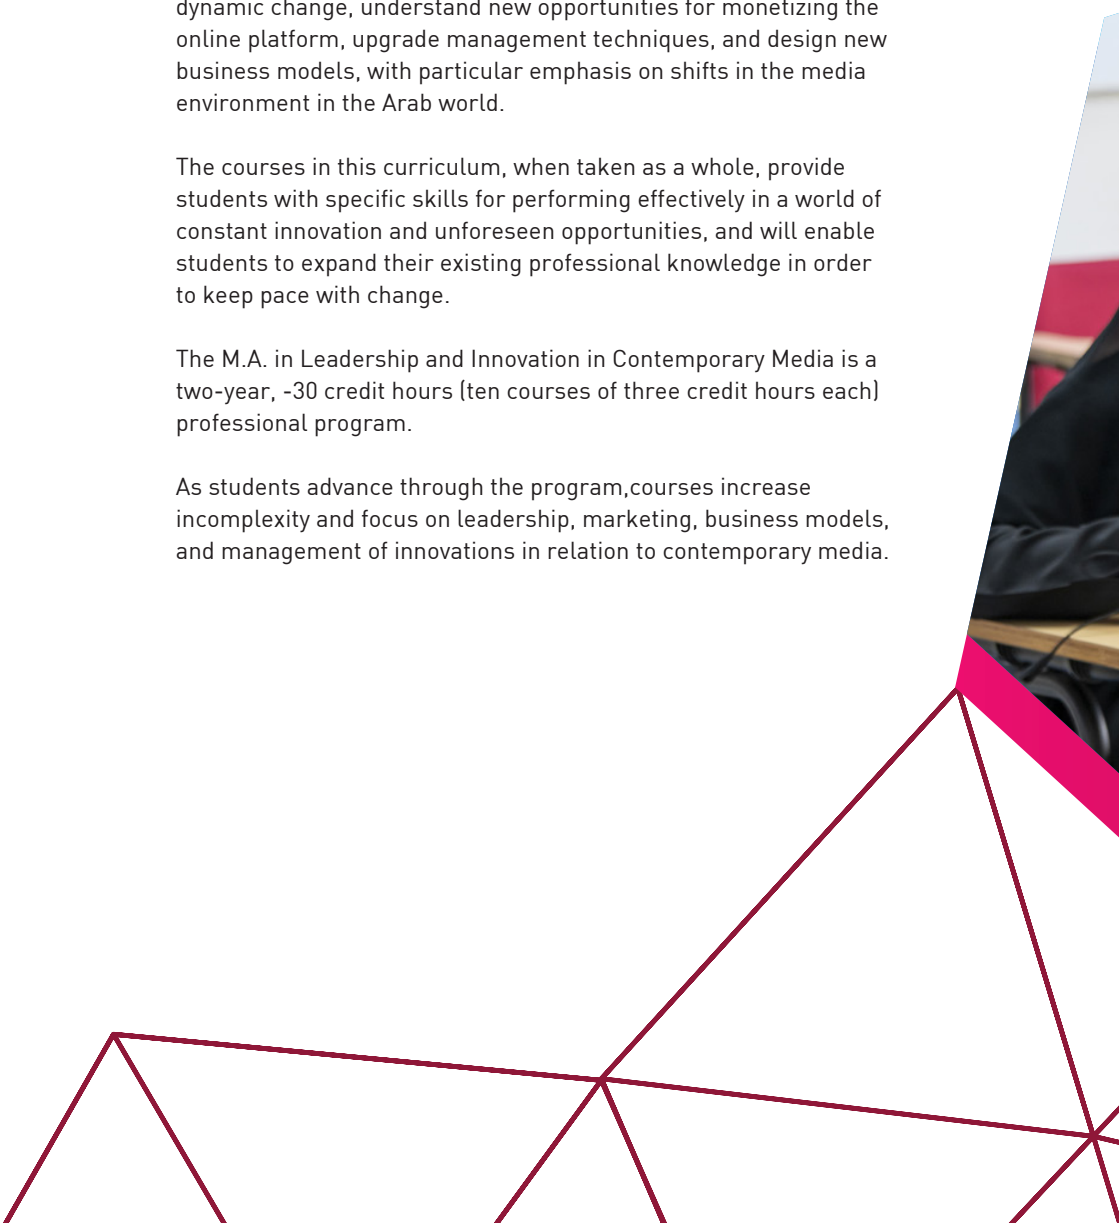 dynamic change, understand new opportunities for monetizing the
online platform, upgrade management techniques, and design new
business models, with particular emphasis on shifts in the media
environment in the Arab world.
The courses in this curriculum, when taken as a whole, provide
students with specific skills for performing effectively in a world of
constant innovation and unforeseen opportunities, and will enable
students to expand their existing professional knowledge in order
to keep pace with change.
The M.A. in Leadership and Innovation in Contemporary Media is a
two-year, -30 credit hours (ten courses of three credit hours each)
professional program.
As students advance through the program,courses increase
incomplexity and focus on leadership, marketing, business models,
and management of innovations in relation to contemporary media.